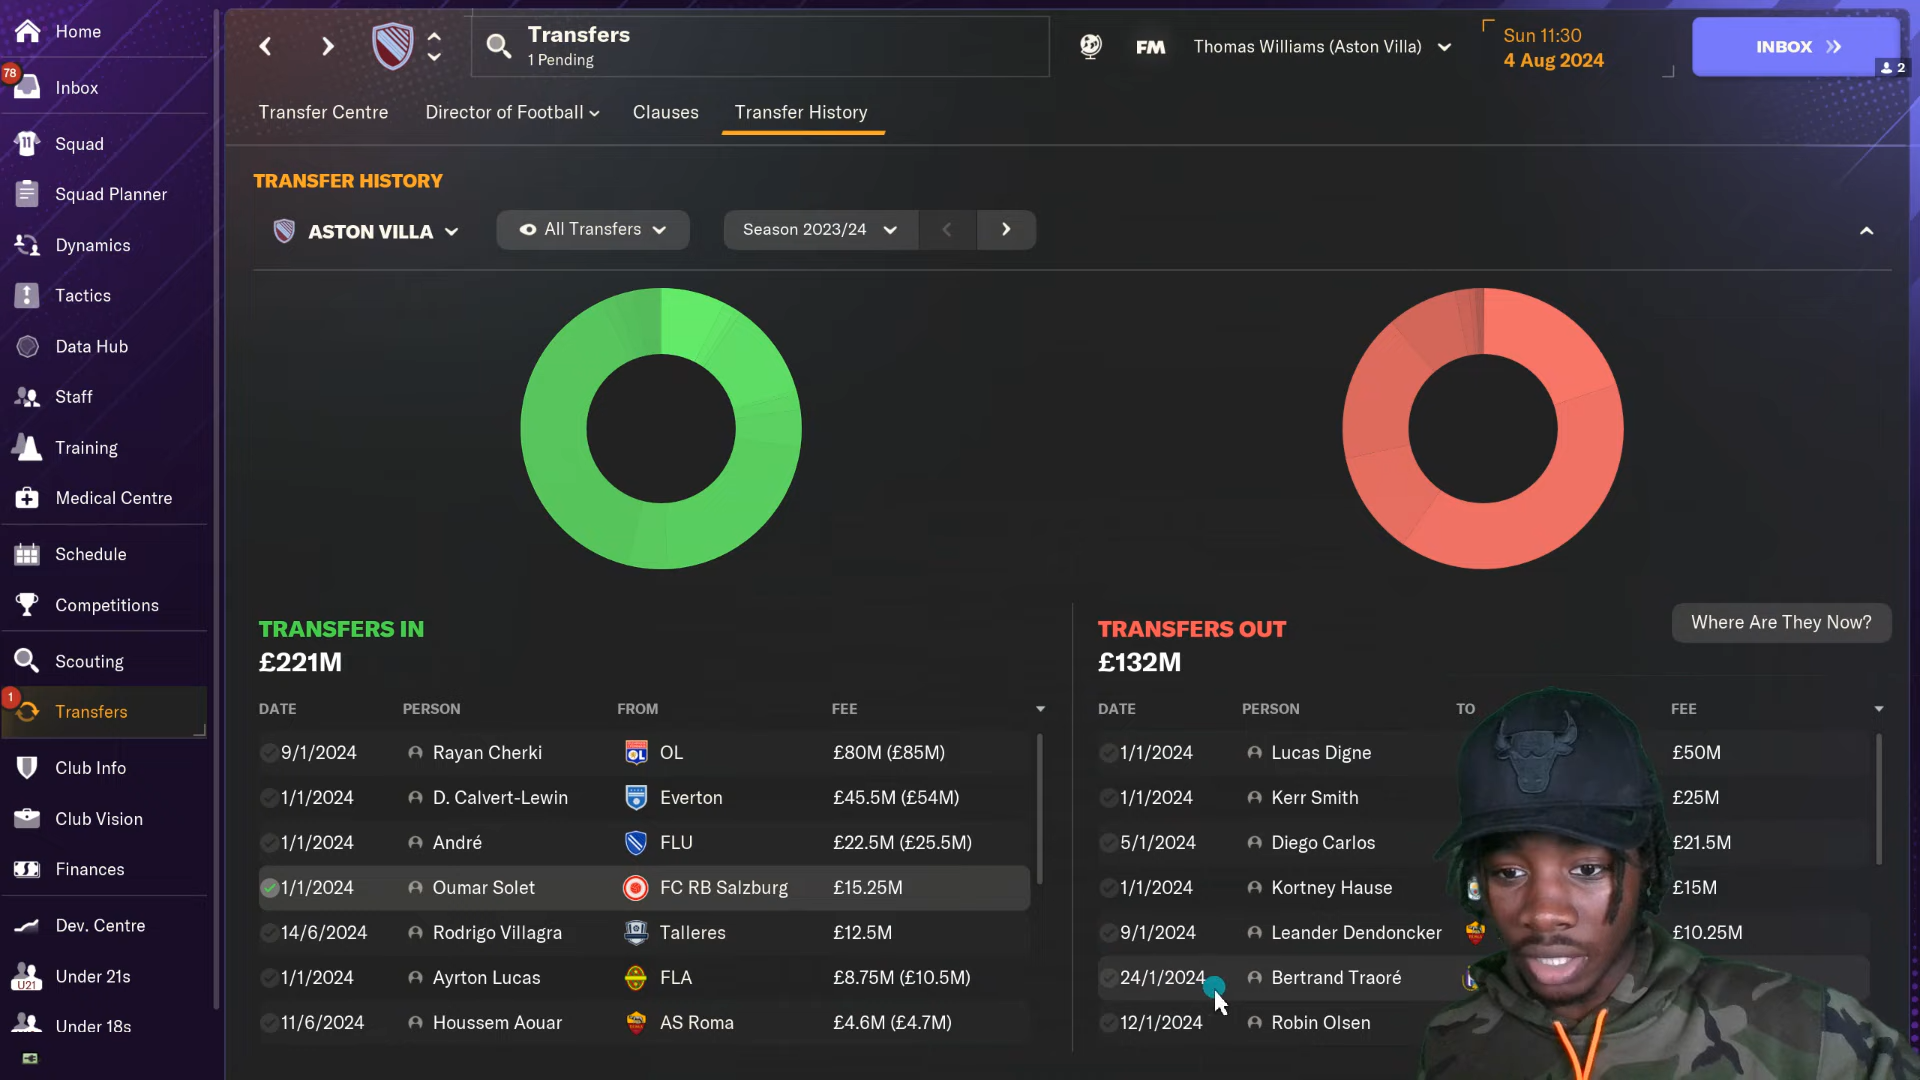 Home
78
Inbox
Squad
Squad Planner
Dynamics
Tactics
Data Hub
Staff
Training
Medical Centre
Schedule
Competitions
Scouting
1
Transfers
Club Info
Club Vision
Finances
Dev. Centre
U21
Under 21s
Under 18s
Transfers
1 Pending
FM
Thomas Williams (Aston Villa)
Sun 11:30
4 Aug 2024
INBOX
2
Transfer Centre
Director of Football
Clauses
Transfer History
TRANSFER HISTORY
ASTON VILLA
All Transfers
Season 2023/24
TRANSFERS IN
£221M
DATE PERSON FROM FEE
9/1/2024 Rayan Cherki OL OL £80M (£85M)
1/1/2024 D. Calvert-Lewin Everton £45.5M (£54M)
1/1/2024 André FLU £22.5M (£25.5M)
1/1/2024 Oumar Solet FC RB Salzburg £15.25M
14/6/2024 Rodrigo Villagra Talleres £12.5M
1/1/2024 Ayrton Lucas FLA £8.75M (£10.5M)
11/6/2024 Houssem Aouar AS Roma £4.6M (£4.7M)
TRANSFERS OUT
£132M
Where Are They Now?
DATE PERSON TO FEE
1/1/2024 Lucas Digne £50M
1/1/2024 Kerr Smith £25M
5/1/2024 Diego Carlos £21.5M
1/1/2024 Kortney Hause £15M
9/1/2024 Leander Dendoncker £10.25M
24/1/2024 Bertrand Traoré
12/1/2024 Robin Olsen